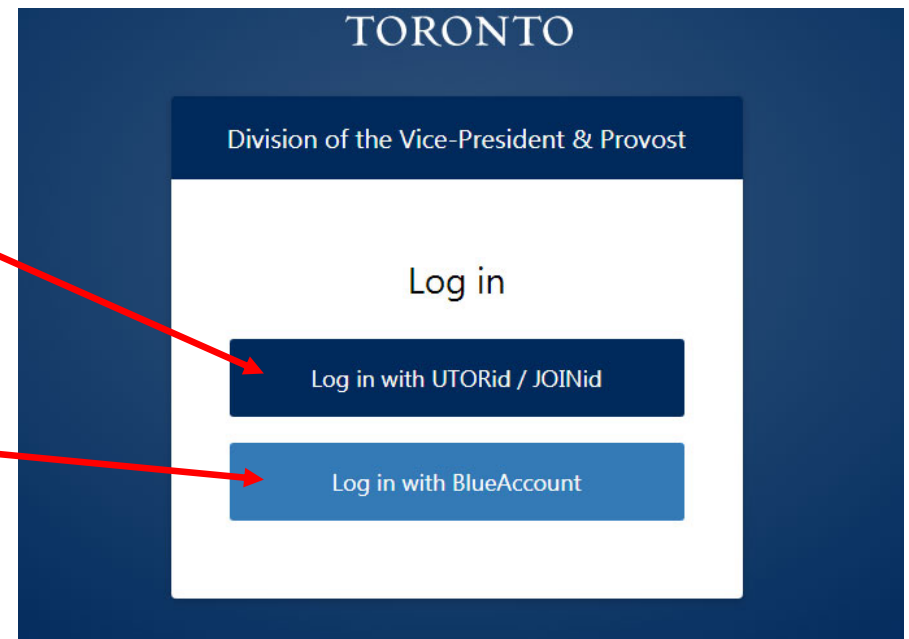 TORONTO
Division of the Vice-President & Provost
Log in
Log in with UTORid / JOINid
Log in with BlueAccount